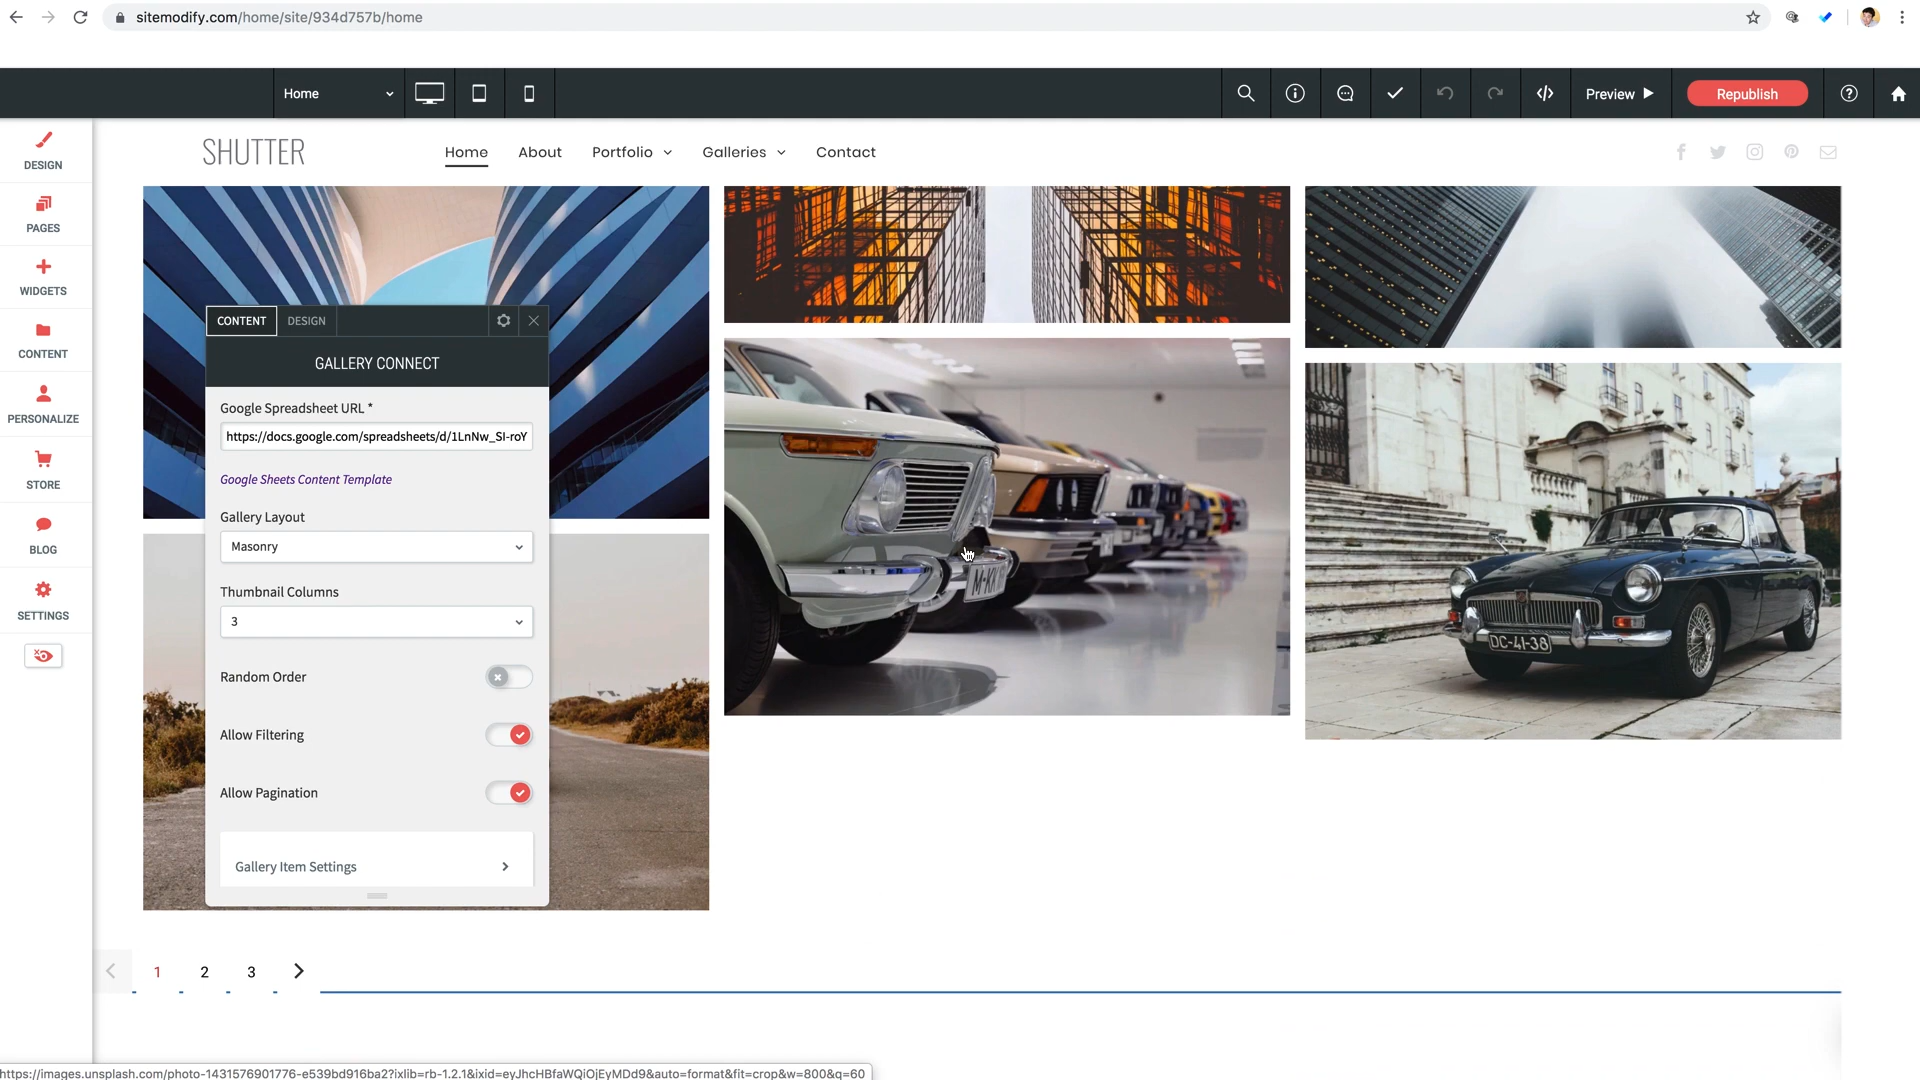 sitemodify.com/home/site/934d757b/home
Home
Preview
Republish
DESIGN
PAGES
WIDGETS
CONTENT
PERSONALIZE
STORE
BLOG
SETTINGS
SHUTTER
Home About Portfolio Galleries Contact
CONTENT DESIGN
GALLERY CONNECT
Google Spreadsheet URL *
https://docs.google.com/spreadsheets/d/1LnNw_SI-roY
Google Sheets Content Template
Gallery Layout
Masonry
Thumbnail Columns
3
Random Order
Allow Filtering
Allow Pagination
Gallery Item Settings
DC-41-38
1 2 3
https://images.unsplash.com/photo-1431576901776-e539bd916ba2?ixlib=rb-1.2.1&ixid=eyJhcHBfaWQiOjEyMDd9&auto=format&fit=crop&w=800&q=60